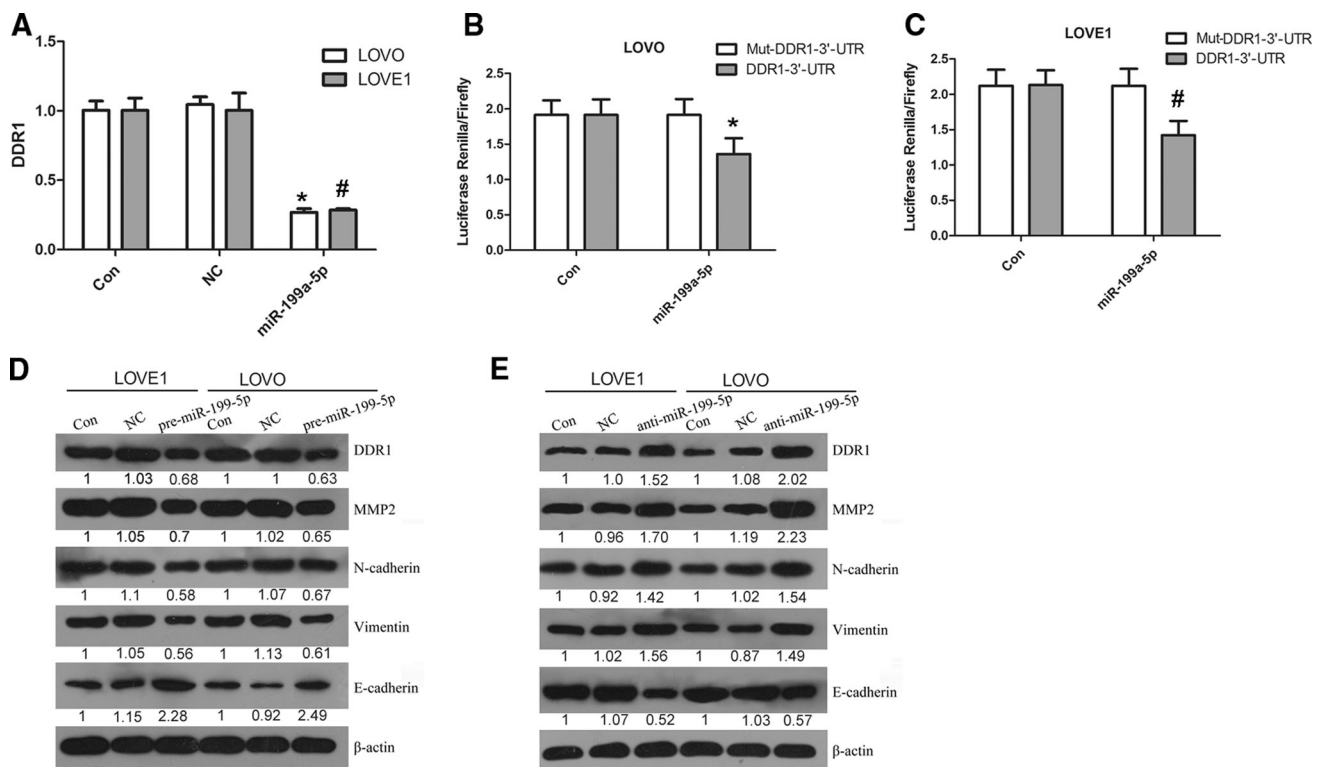 A
DDR1
1.5
1.0
0.5
0.0
LOVO
LOVE1
Con
NC
miR-199a-5p
*
#
B
LOVO
Mut-DDR1-3'-UTR
DDR1-3'-UTR
Luciferase Renilla/Firefly
2.5
2.0
1.5
1.0
0.5
0.0
*
Con
miR-199a-5p
C
LOVE1
Mut-DDR1-3'-UTR
DDR1-3'-UTR
Luciferase Renilla/Firefly
2.5
2.0
1.5
1.0
0.5
0.0
#
Con
miR-199a-5p
D
LOVE1 LOVO
Con NC pre-miR-199-5p Con NC pre-miR-199-5p
DDR1
1 1.03 0.68 1 1 0.63
MMP2
1 1.05 0.7 1 1.02 0.65
N-cadherin
1 1.1 0.58 1 1.07 0.67
Vimentin
1 1.05 0.56 1 1.13 0.61
E-cadherin
1 1.15 2.28 1 0.92 2.49
β-actin
E
LOVE1 LOVO
Con NC anti-miR-199-5p Con NC anti-miR-199-5p
DDR1
1 1.0 1.52 1 1.08 2.02
MMP2
1 0.96 1.70 1 1.19 2.23
N-cadherin
1 0.92 1.42 1 1.02 1.54
Vimentin
1 1.02 1.56 1 0.87 1.49
E-cadherin
1 1.07 0.52 1 1.03 0.57
β-actin